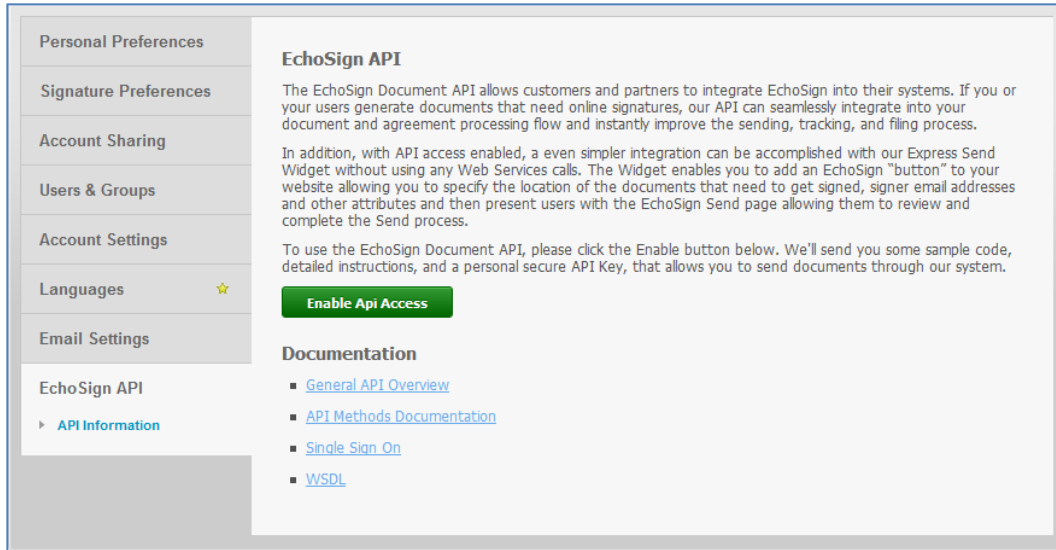 Personal Preferences
Signature Preferences
Account Sharing
Users & Groups
Account Settings
Languages
Email Settings
EchoSign API
API Information
EchoSign API
The EchoSign Document API allows customers and partners to integrate EchoSign into their systems. If you or
your users generate documents that need online signatures, our API can seamlessly integrate into your
document and agreement processing flow and instantly improve the sending, tracking, and filing process.
In addition, with API access enabled, a even simpler integration can be accomplished with our Express Send
Widget without using any Web Services calls. The Widget enables you to add an EchoSign "button" to your
website allowing you to specify the location of the documents that need to get signed, signer email addresses
and other attributes and then present users with the EchoSign Send page allowing them to review and
complete the Send process.
To use the EchoSign Document API, please click the Enable button below. We'll send you some sample code,
detailed instructions, and a personal secure API Key, that allows you to send documents through our system.
Enable Api Access
Documentation
General API Overview
API Methods Documentation
Single Sign On
WSDL